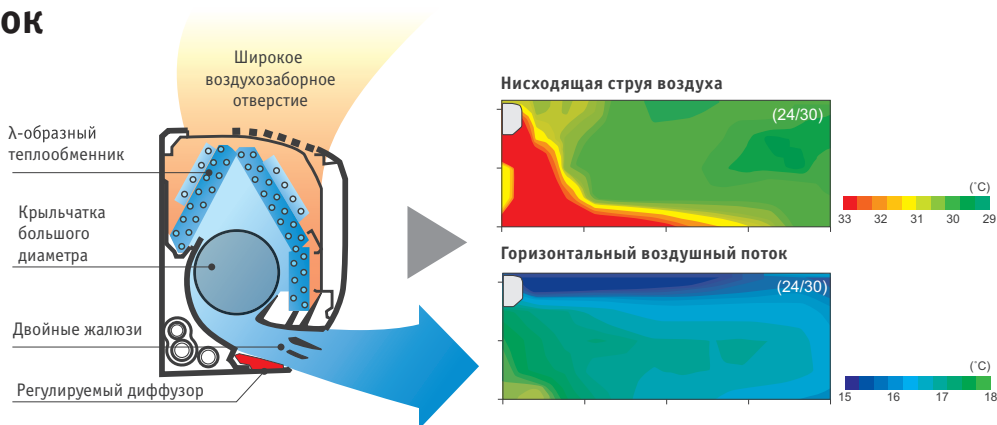 ОК
Широкое
воздухозаборное
отверстие
λ-образный
теплообменник
Крыльчатка
большого
диаметра
Двойные жалюзи
Регулируемый диффузор
Нисходящая струя воздуха
(24/30)
(˚C)
33 32 31 30 29
Горизонтальный воздушный поток
(24/30)
(˚C)
15 16 17 18